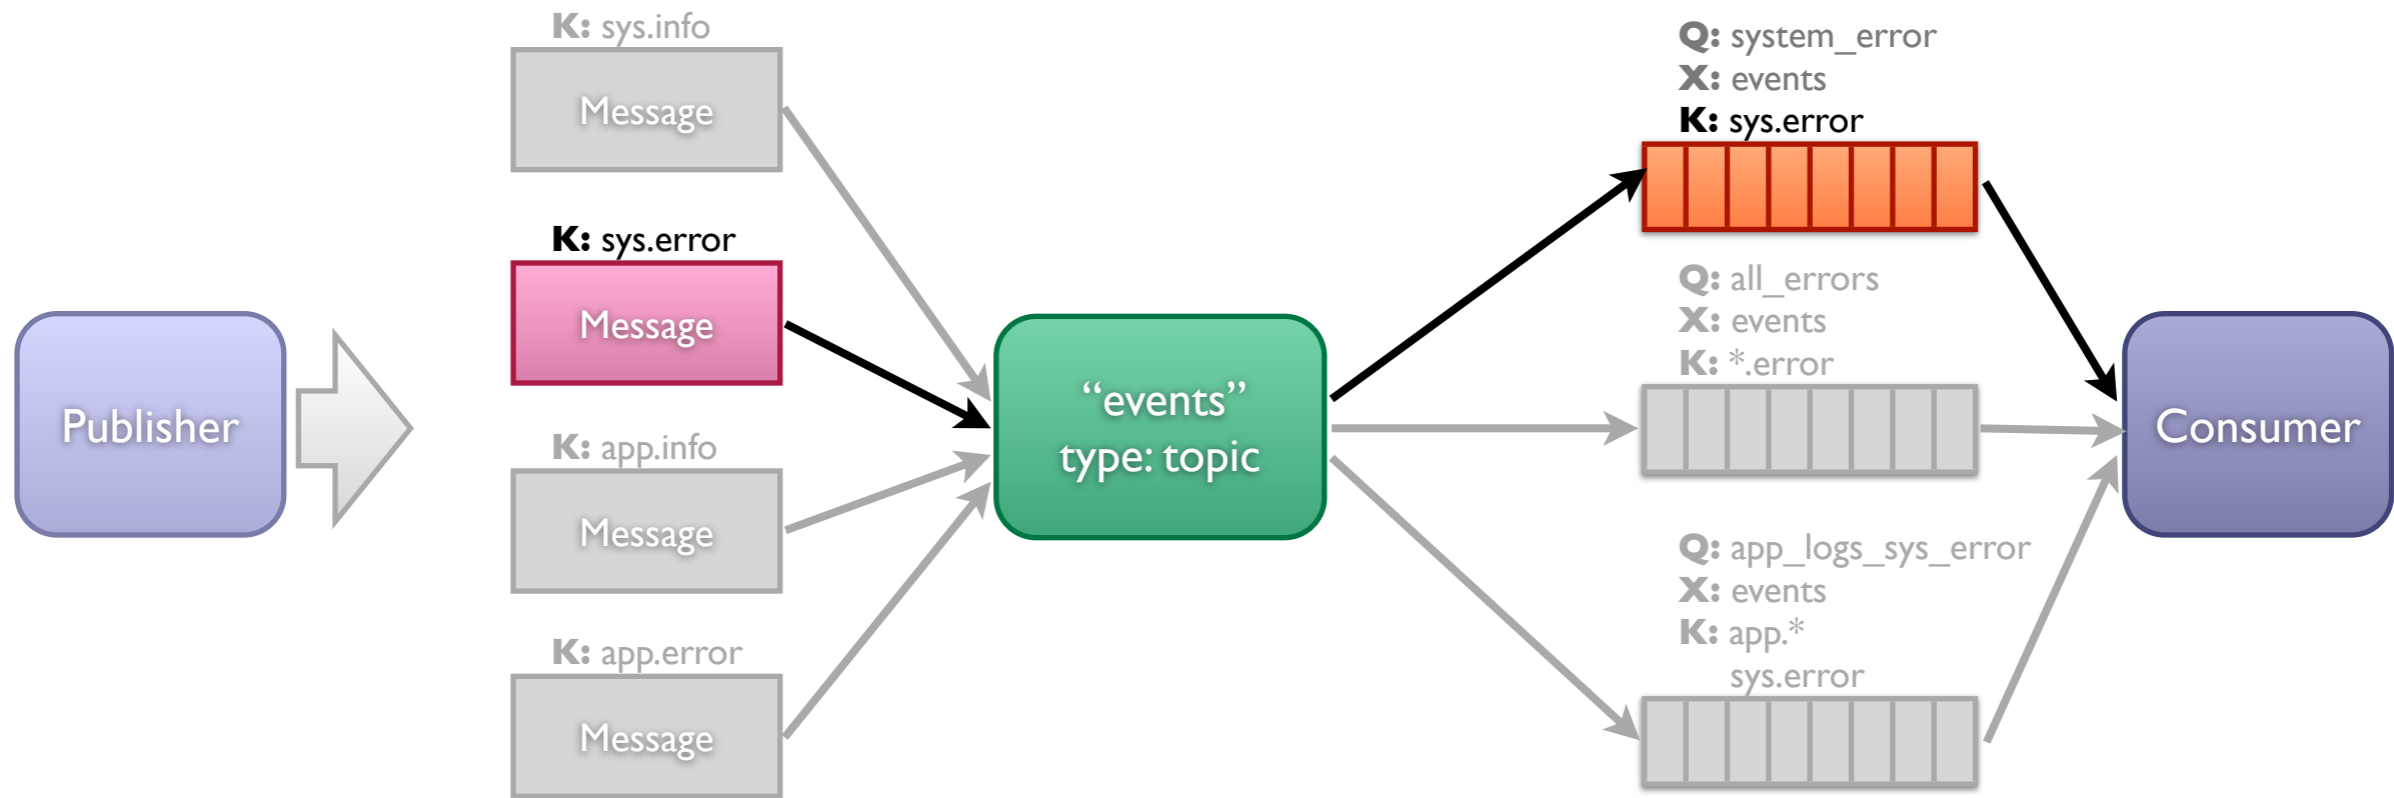 Publisher
K: sys.info
Message
K: sys.error
Message
K: app.info
Message
K: app.error
Message
“events”
type: topic
Q: system_error
X: events
K: sys.error
Q: all_errors
X: events
K: *.error
Q: app_logs_sys_error
X: events
K: app.*
sys.error
Consumer